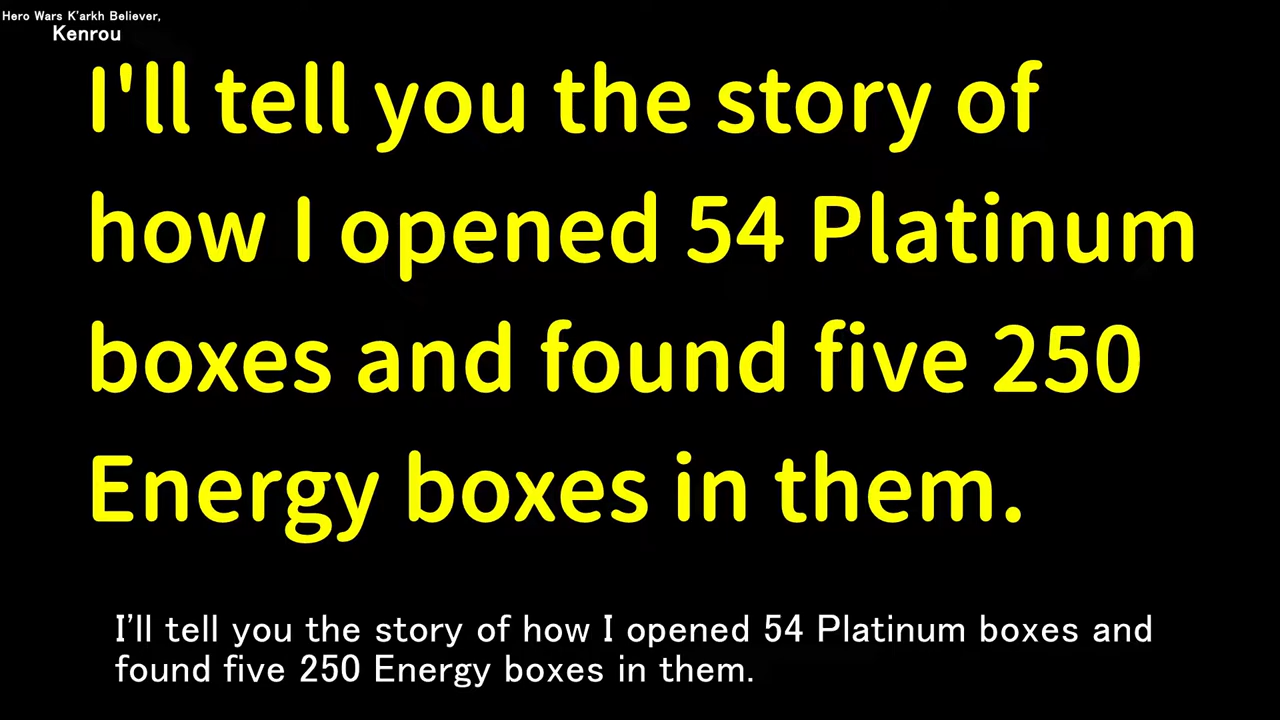 Hero Wars K'arkh Believer,
Kenrou
I'll tell you the story of
how I opened 54 Platinum
boxes and found five 250
Energy boxes in them.
I'll tell you the story of how I opened 54 Platinum boxes and
found five 250 Energy boxes in them.